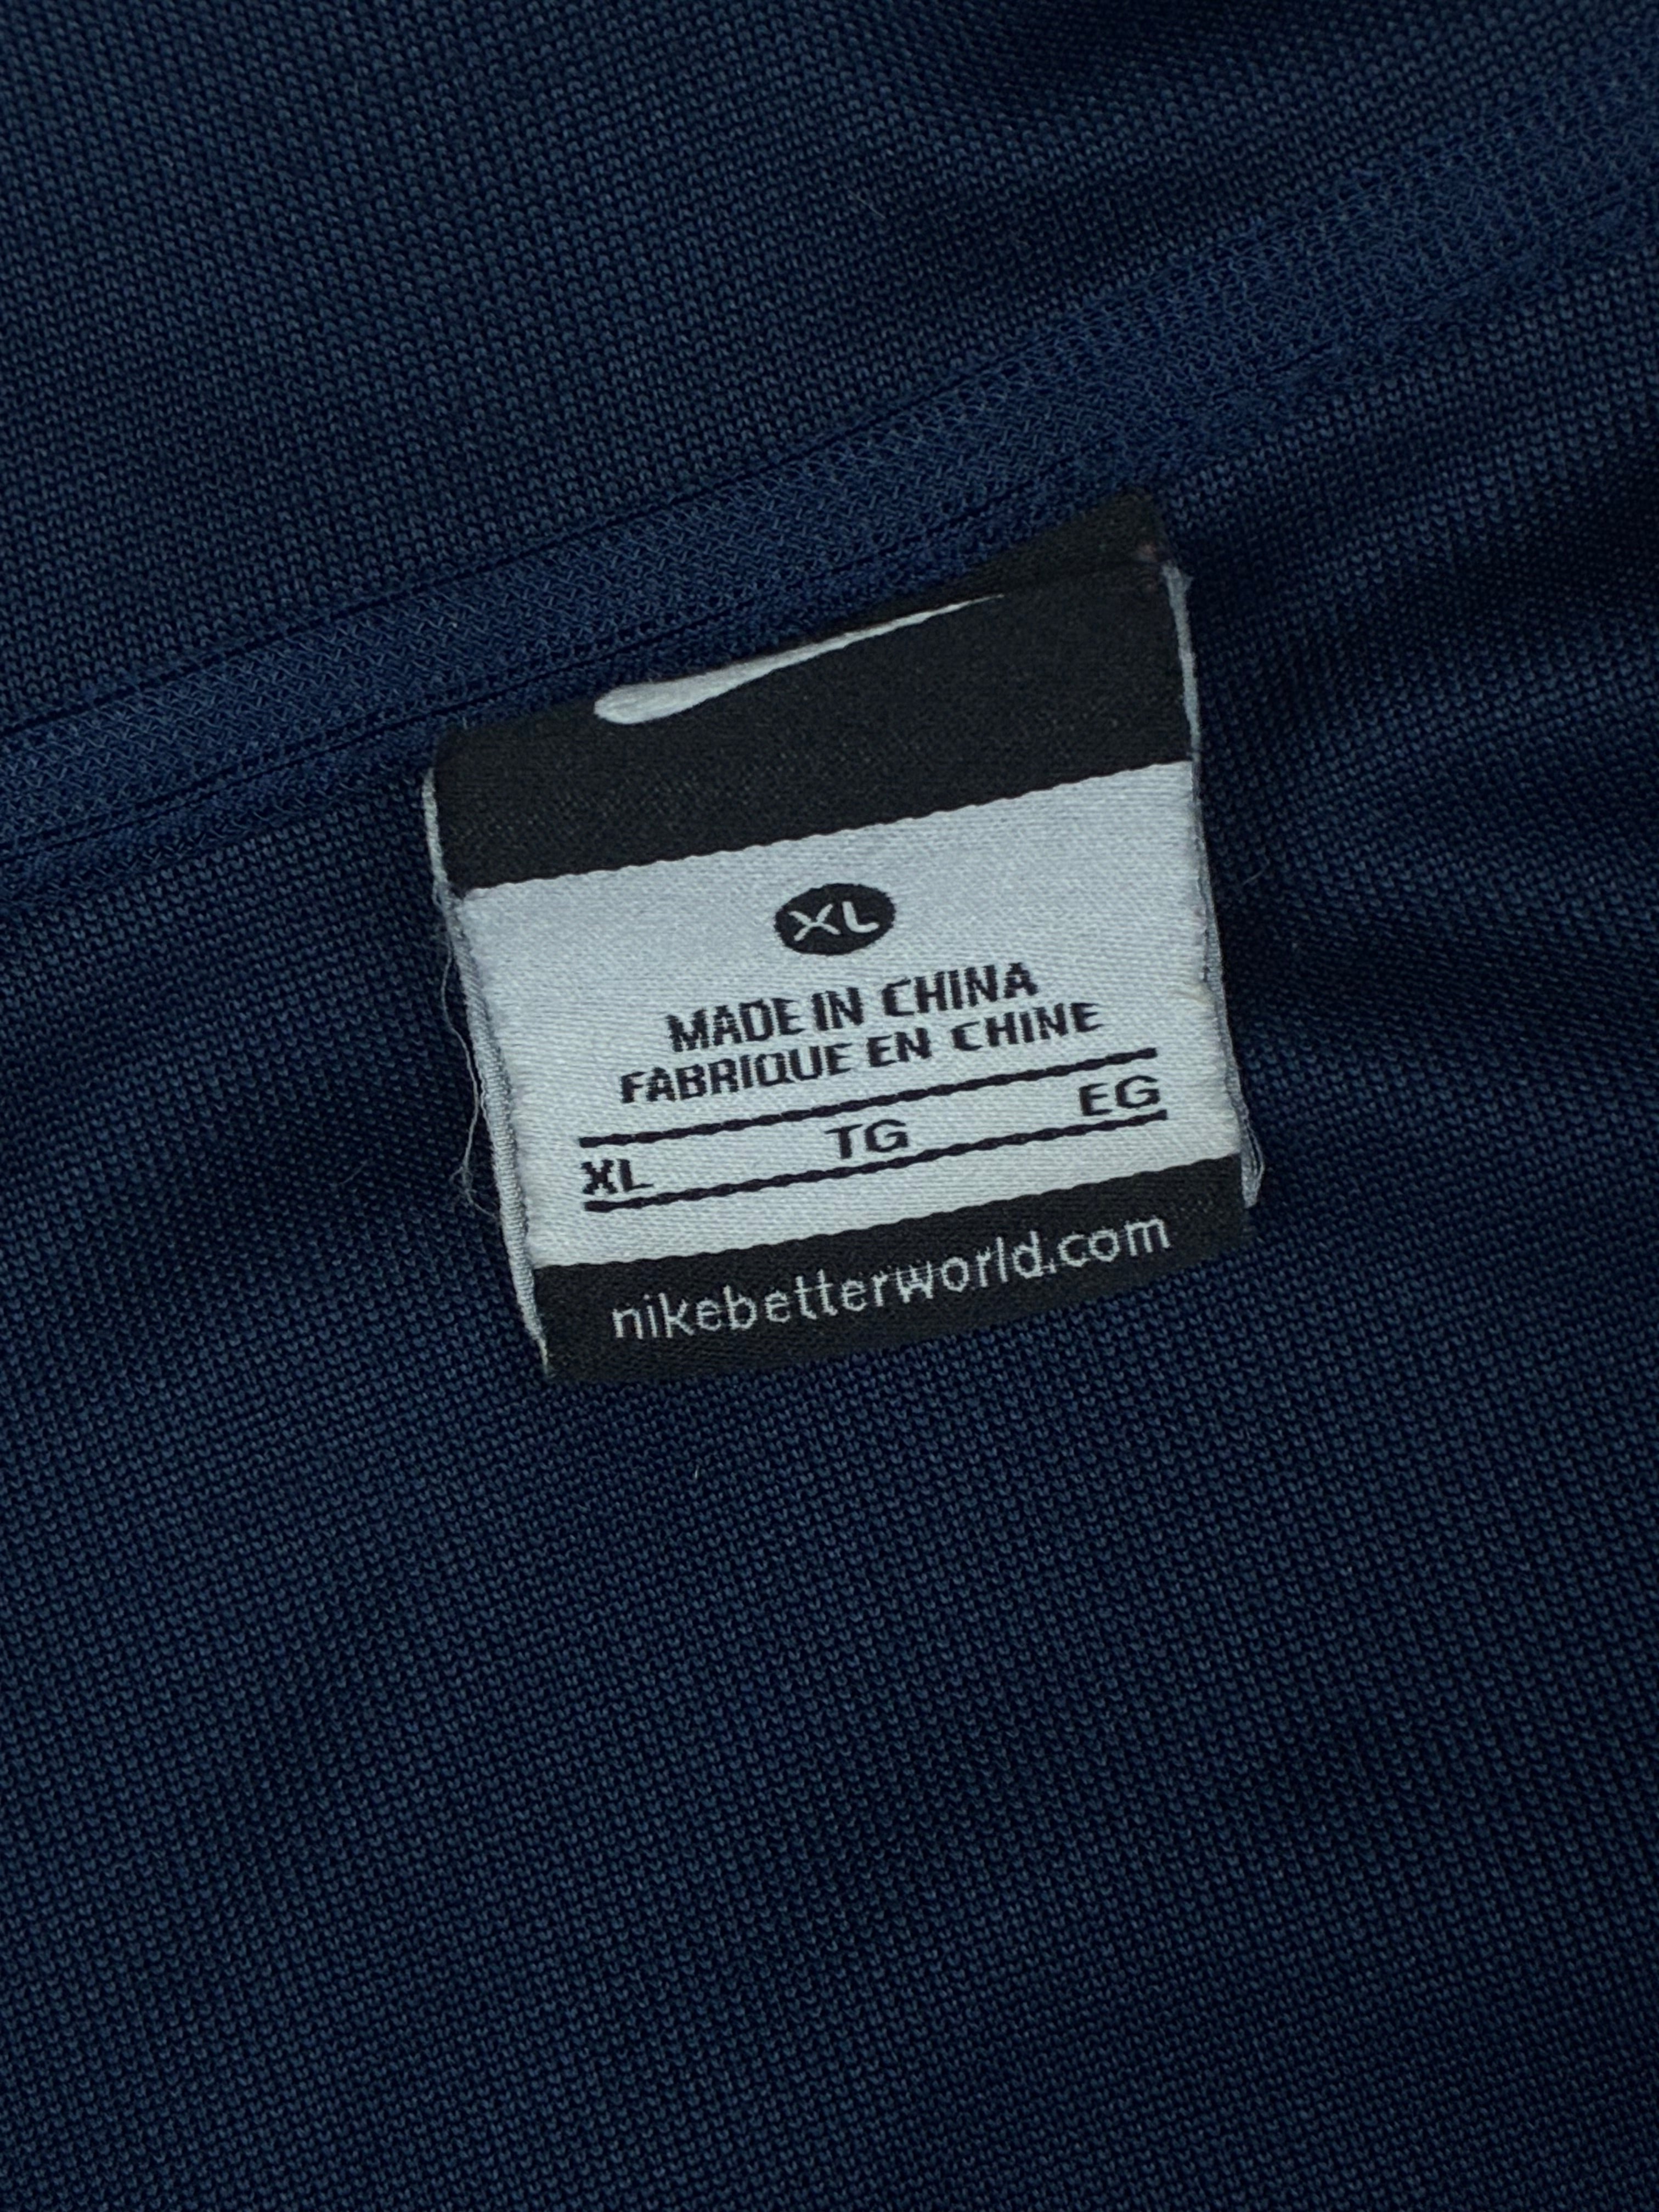 XL
MADE IN CHINA
FABRIQUE EN CHINE
XL TG EG
nikebetterworld.com